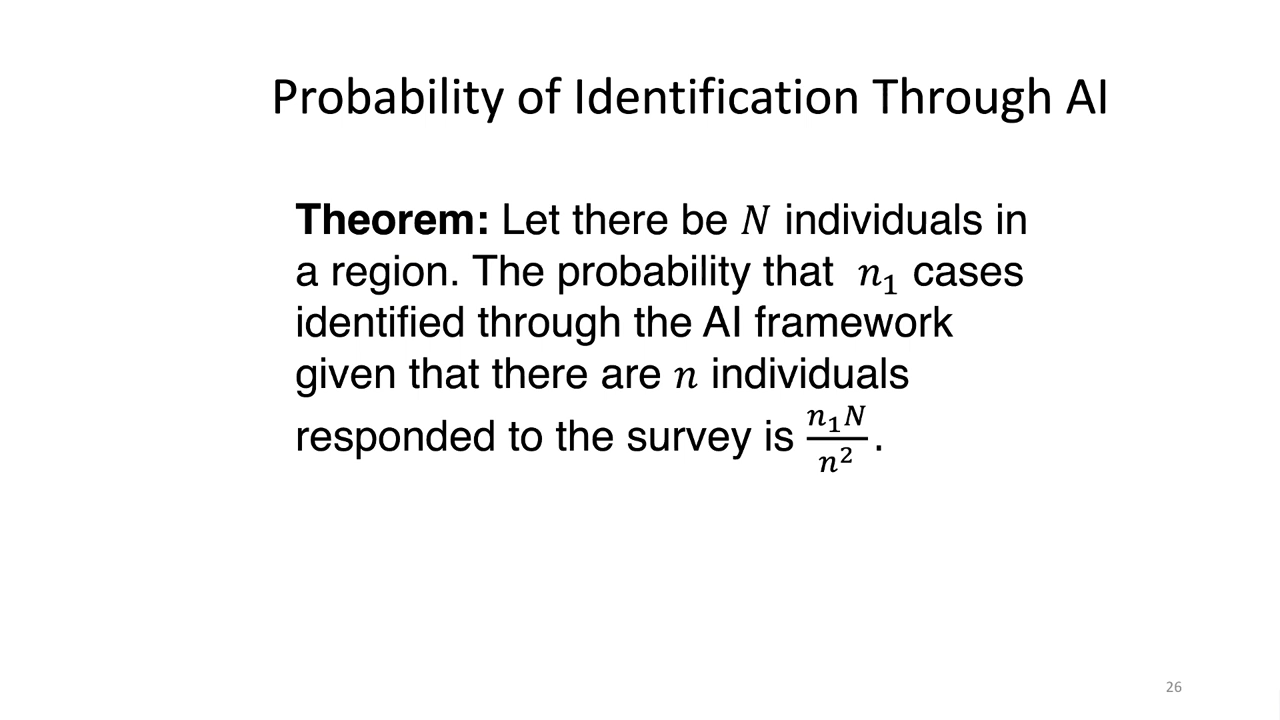 Probability of Identification Through AI
Theorem: Let there be 𝑁 individuals in
a region. The probability that 𝑛₁ cases
identified through the AI framework
given that there are 𝑛 individuals
responded to the survey is 𝑛₁𝑁/𝑛².
26